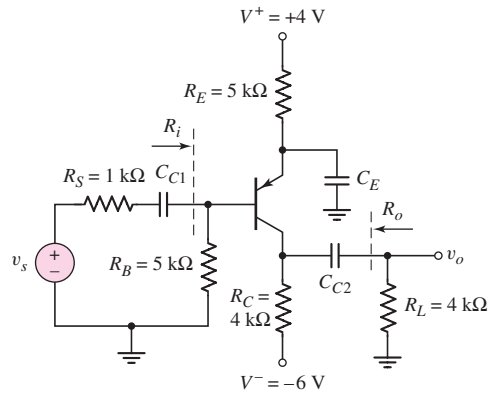 V⁺ = +4 V
R_E = 5 kΩ
R_i
R_S = 1 kΩ
C_C1
C_E
R_o
v_s
+
−
R_B = 5 kΩ
v_o
C_C2
R_C =
4 kΩ
R_L = 4 kΩ
V⁻ = −6 V